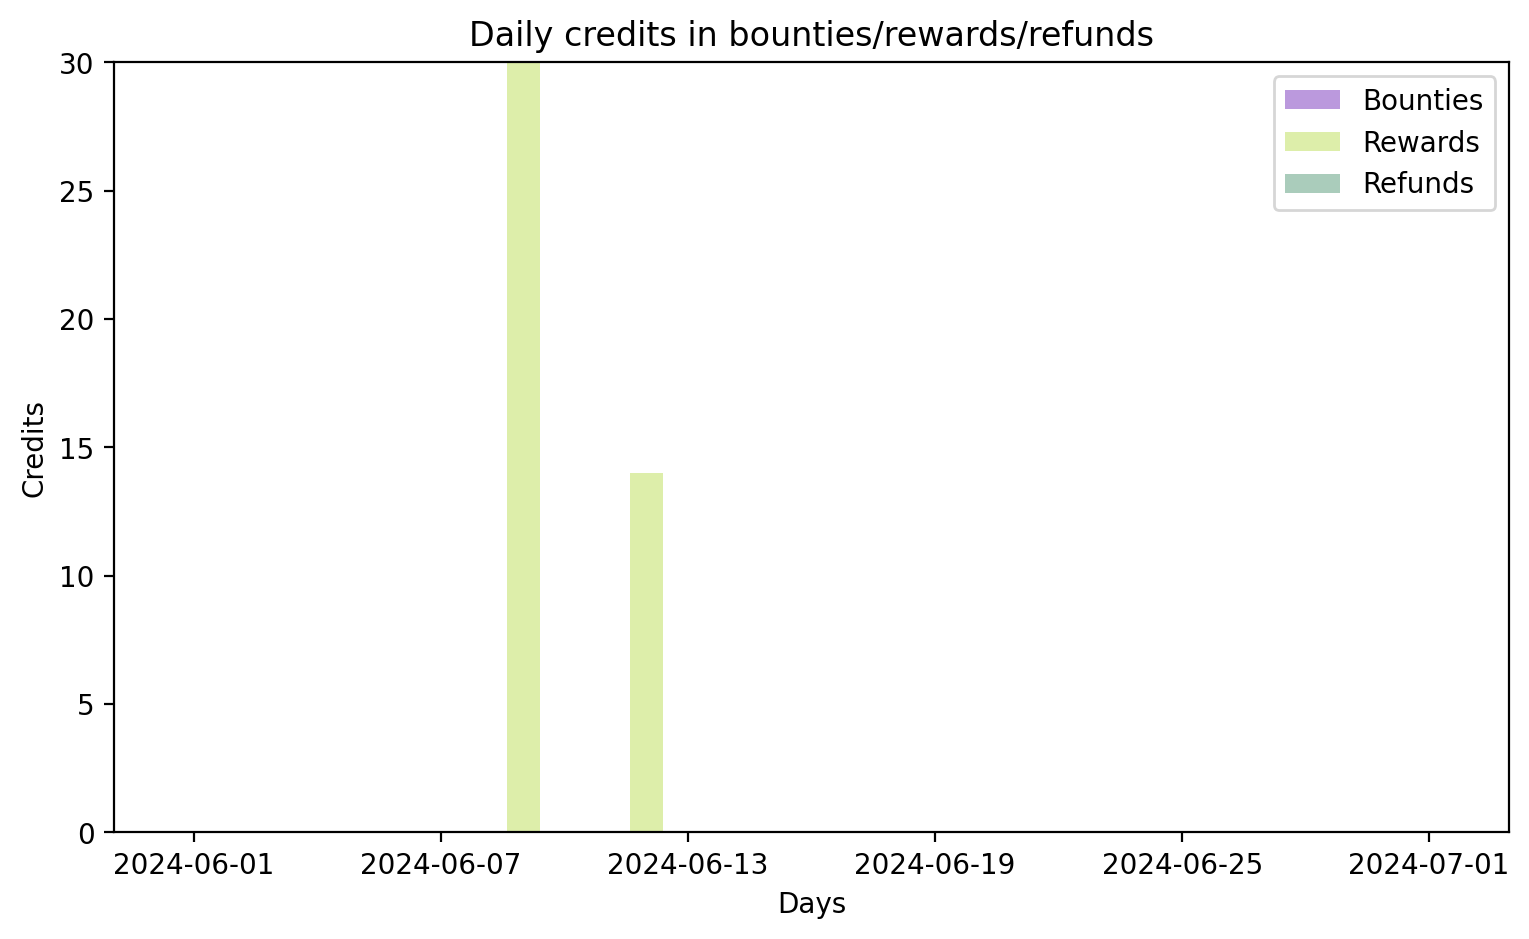 Daily credits in bounties/rewards/refunds
30
25
20
15
10
5
0
Credits
Bounties
Rewards
Refunds
2024-06-01
2024-06-07
2024-06-13
2024-06-19
2024-06-25
2024-07-01
Days